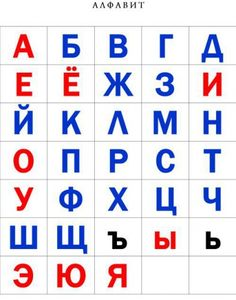 АЛФАВИТ
А Б В Г Д
Е Ё Ж З И
Й К Л М Н
О П Р С Т
У Ф Х Ц Ч
Ш Щ Ъ Ы Ь
Э Ю Я